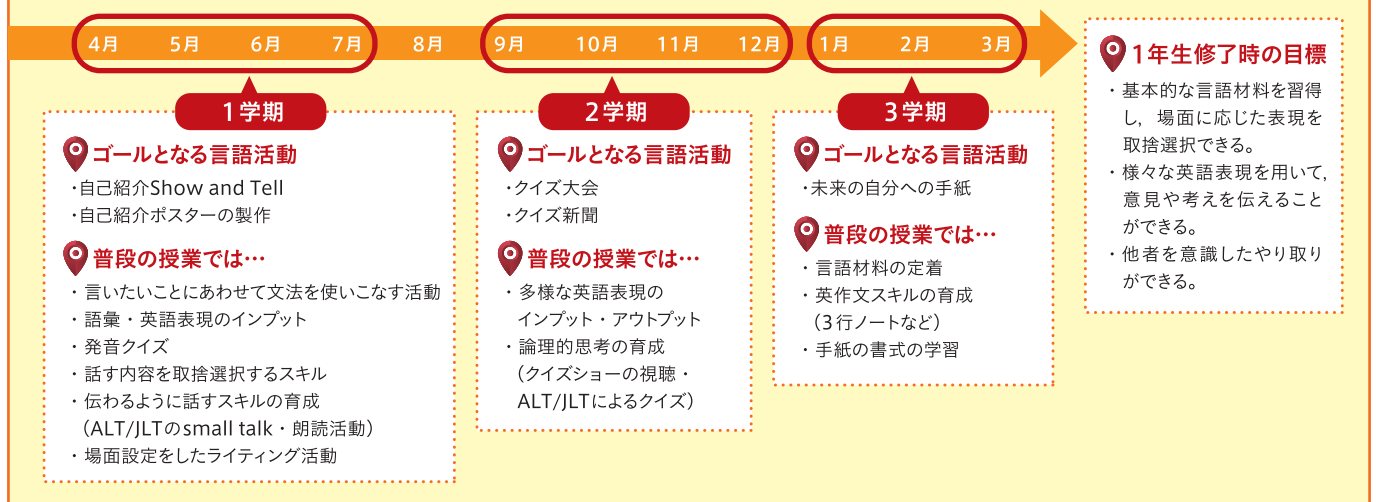 4月 5月 6月 7月 8月 9月 10月 11月 12月 1月 2月 3月
1学期
ゴールとなる言語活動
・自己紹介Show and Tell
・自己紹介ポスターの製作
普段の授業では…
・言いたいことにあわせて文法を使いこなす活動
・語彙・英語表現のインプット
・発音クイズ
・話す内容を取捨選択するスキル
・伝わるように話すスキルの育成
（ALT/JLTのsmall talk・朗読活動）
・場面設定をしたライティング活動
2学期
ゴールとなる言語活動
・クイズ大会
・クイズ新聞
普段の授業では…
・多様な英語表現の
インプット・アウトプット
・論理的思考の育成
（クイズショーの視聴・
ALT/JLTによるクイズ）
3学期
ゴールとなる言語活動
・未来の自分への手紙
普段の授業では…
・言語材料の定着
・英作文スキルの育成
（3行ノートなど）
・手紙の書式の学習
1年生修了時の目標
・基本的な言語材料を習得
し，場面に応じた表現を
取捨選択できる。
・様々な英語表現を用いて，
意見や考えを伝えること
ができる。
・他者を意識したやり取り
ができる。